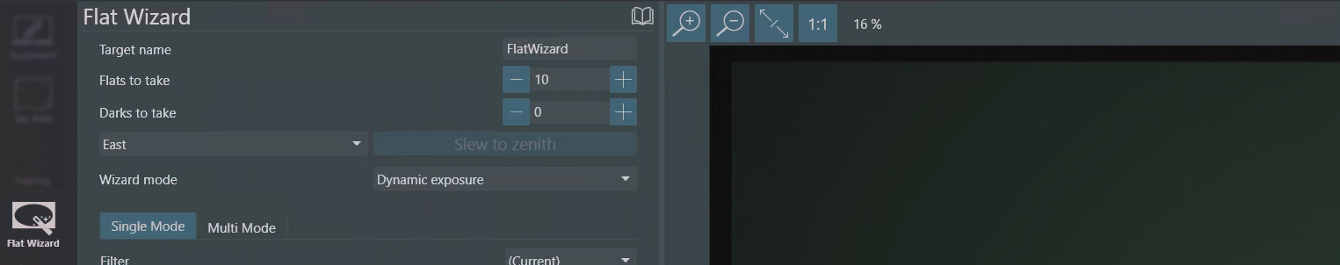 Flat Wizard
1:1
16 %
Target name
FlatWizard
Flats to take
10
Darks to take
0
East
Slew to zenith
Wizard mode
Dynamic exposure
Single Mode
Multi Mode
Flat Wizard
Filter
(Current)